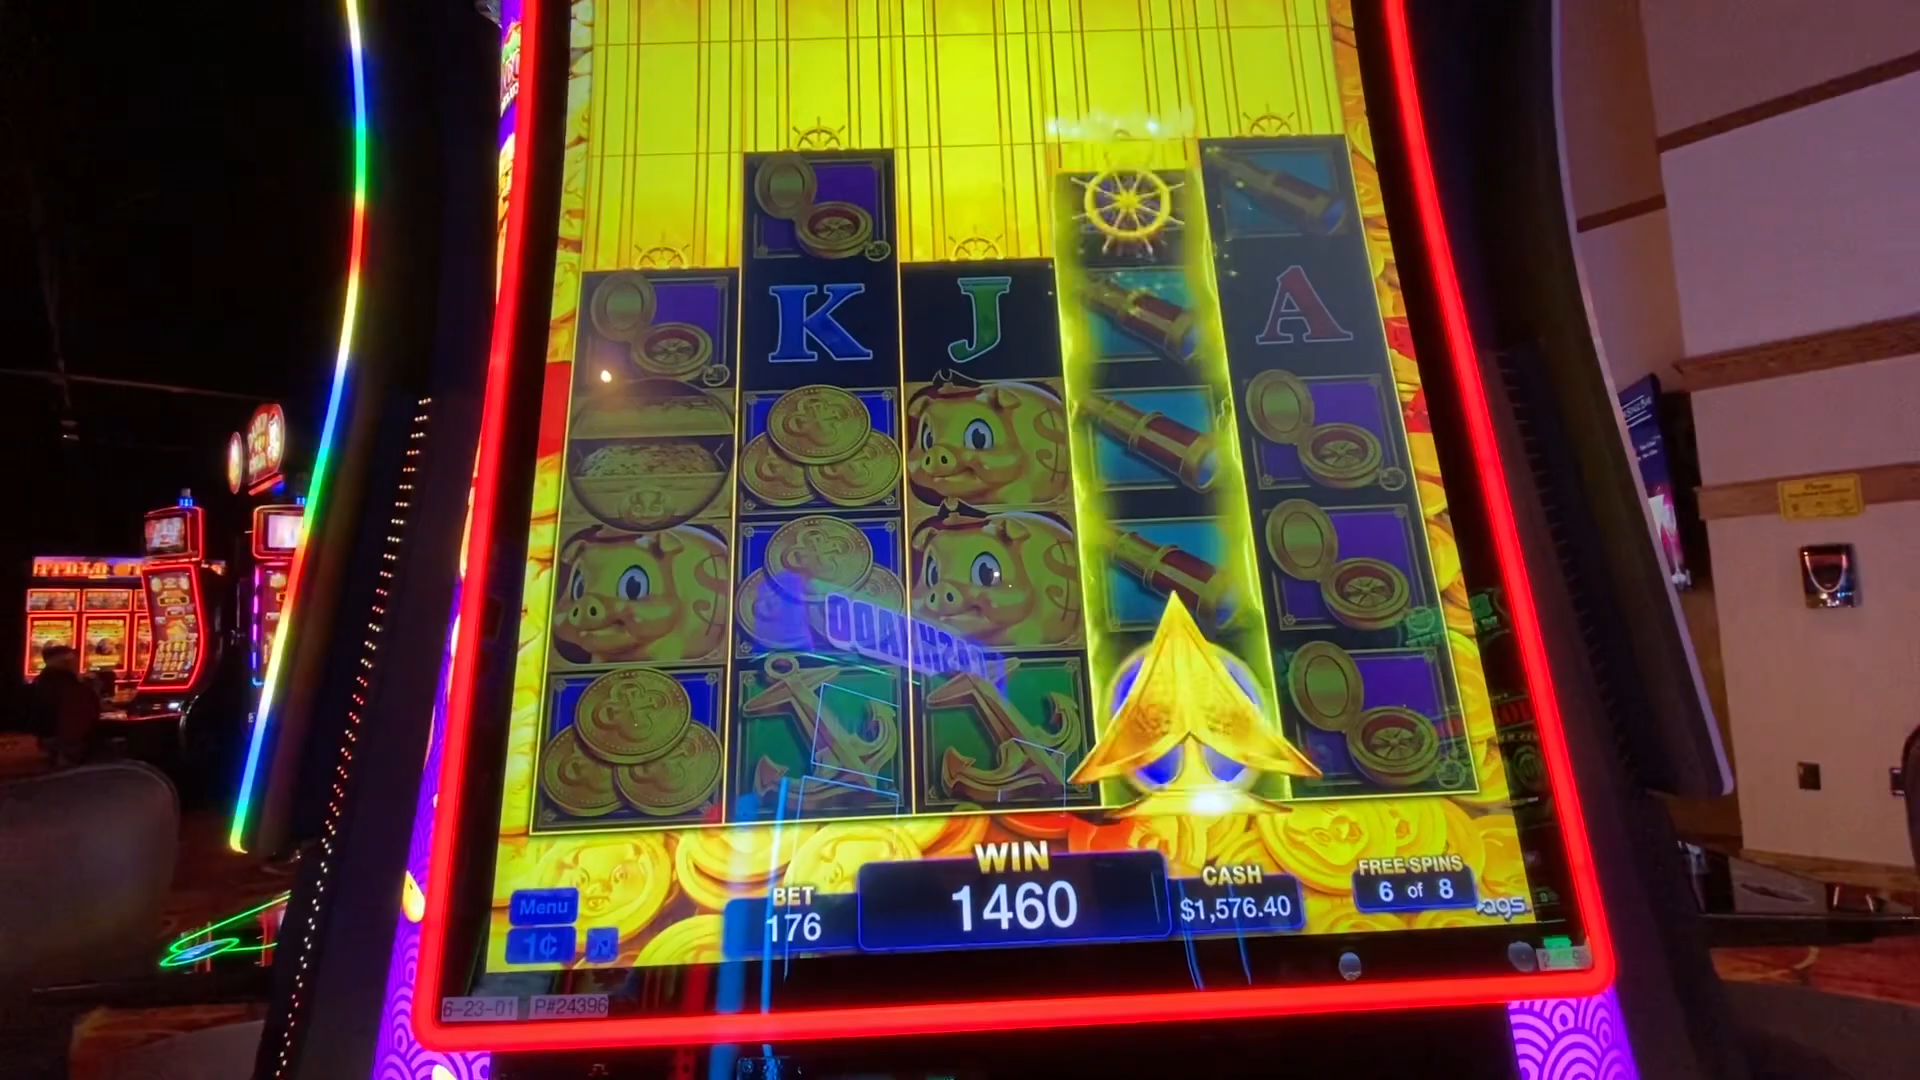 K
J
A
WIN
1460
BET
176
CASH
$1,576.40
FREE SPINS
6 of 8
Menu
1¢
ags
6-23-01
P#24396